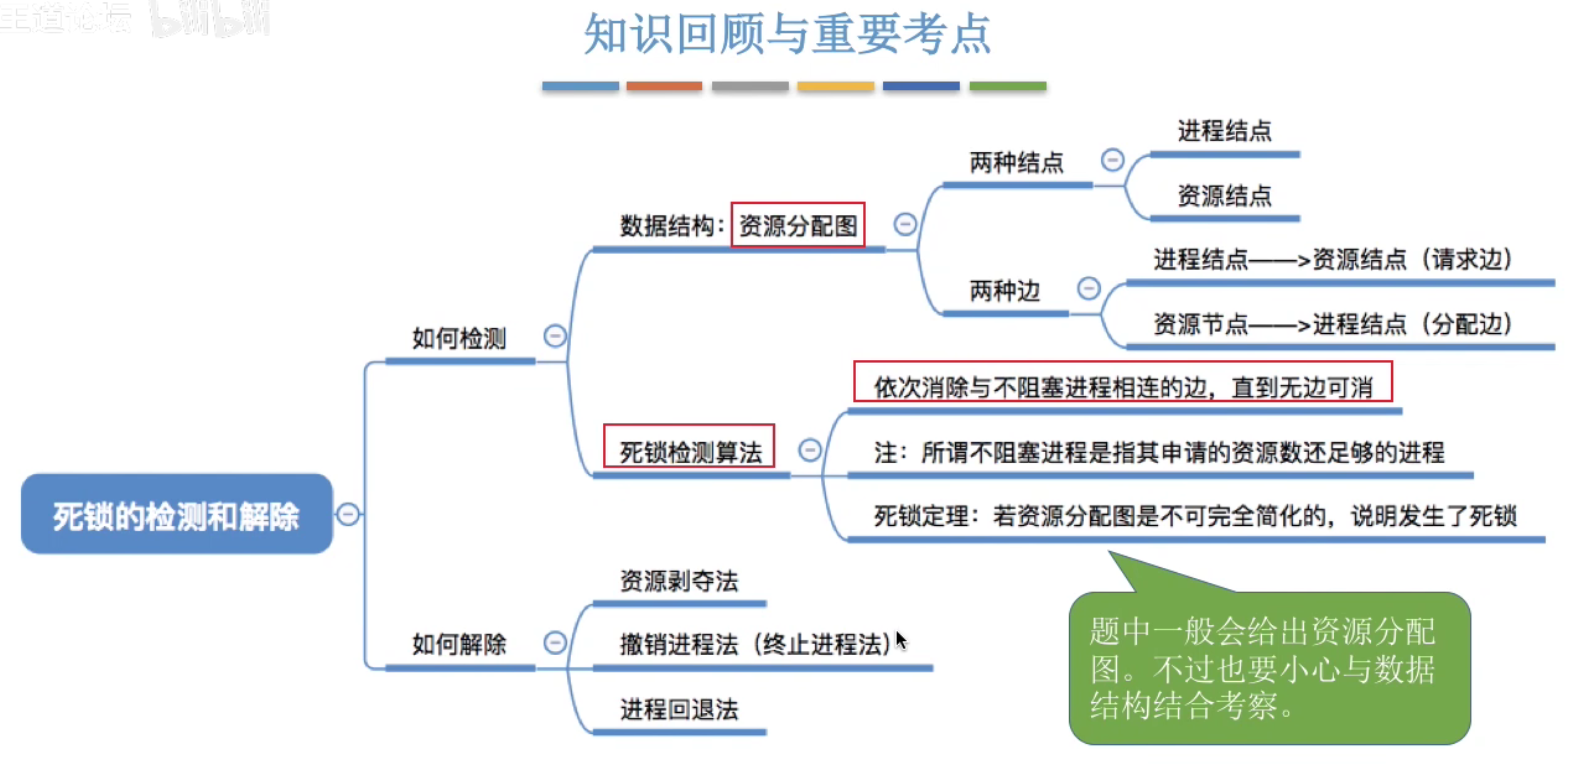 王道论坛 bilibili
知识回顾与重要考点
进程结点
两种结点
资源结点
数据结构：资源分配图
进程结点——>资源结点（请求边）
两种边
资源节点——>进程结点（分配边）
如何检测
依次消除与不阻塞进程相连的边，直到无边可消
死锁检测算法
注：所谓不阻塞进程是指其申请的资源数还足够的进程
死锁定理：若资源分配图是不可完全简化的，说明发生了死锁
死锁的检测和解除
资源剥夺法
如何解除
撤销进程法（终止进程法）
进程回退法
题中一般会给出资源分配
图。不过也要小心与数据
结构结合考察。